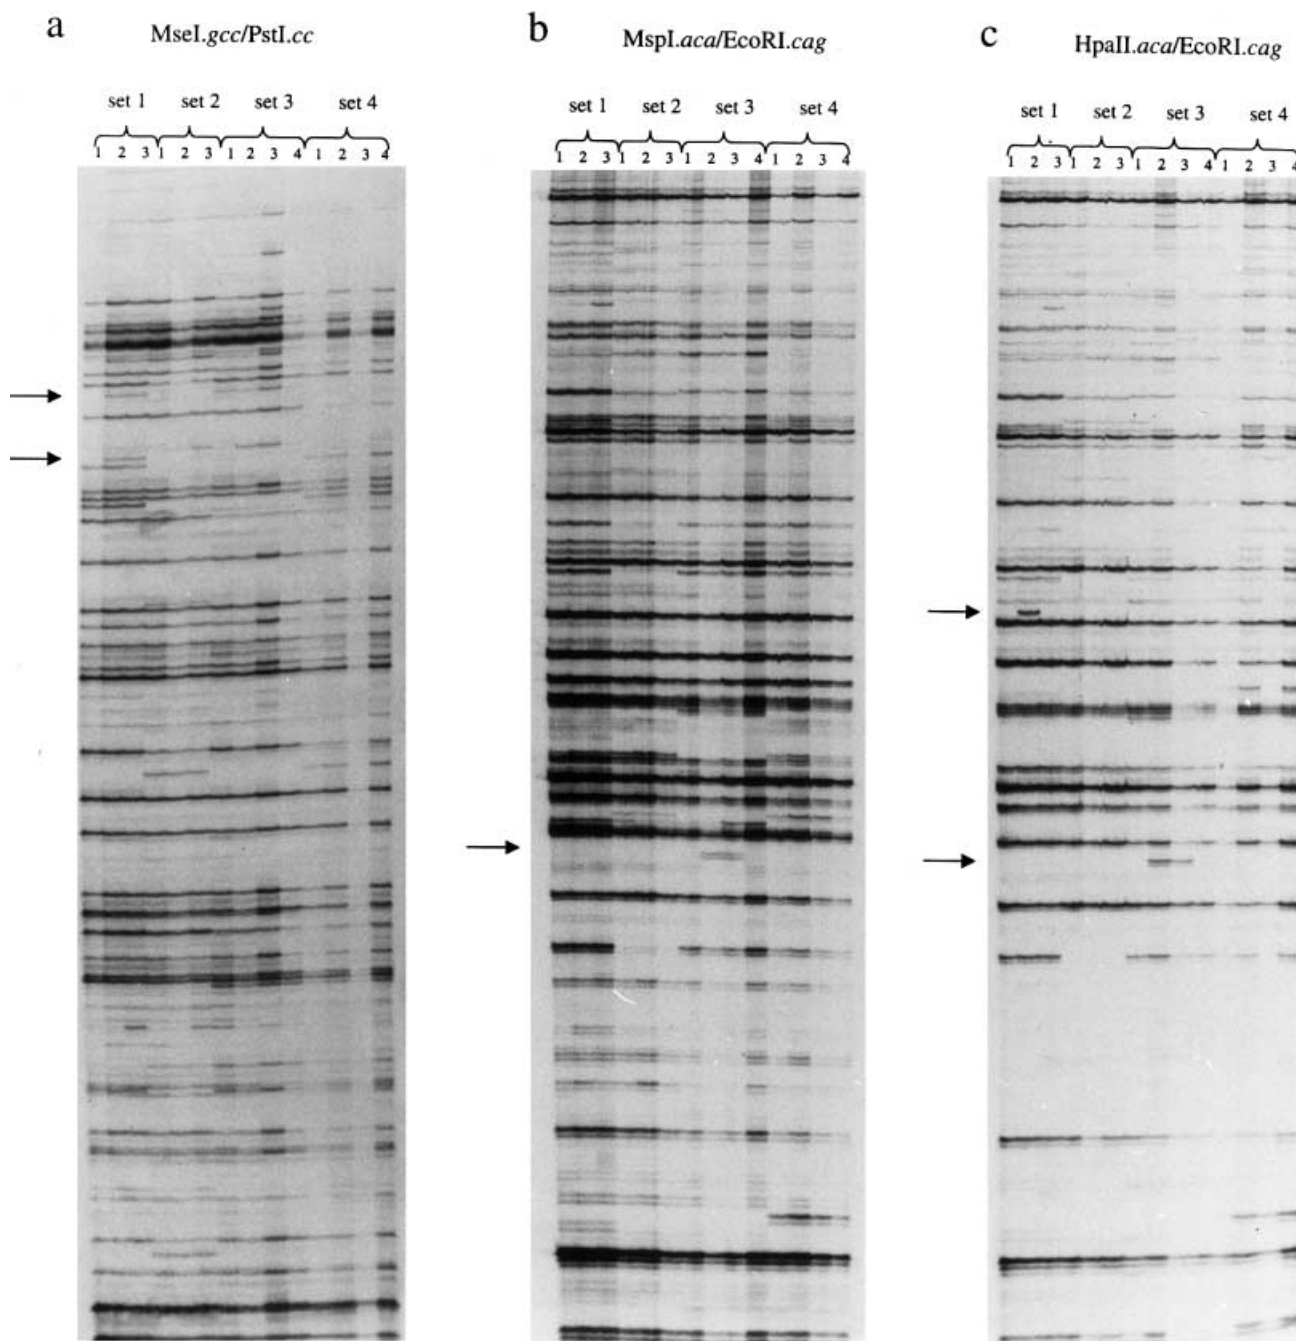 a
MseI.gcc/PstI.cc
set 1 set 2 set 3 set 4
1 2 3 1 2 3 1 2 3 4 1 2 3 4
b
MspI.aca/EcoRI.cag
set 1 set 2 set 3 set 4
1 2 3 1 2 3 1 2 3 4 1 2 3 4
c
HpaII.aca/EcoRI.cag
set 1 set 2 set 3 set 4
1 2 3 1 2 3 1 2 3 4 1 2 3 4